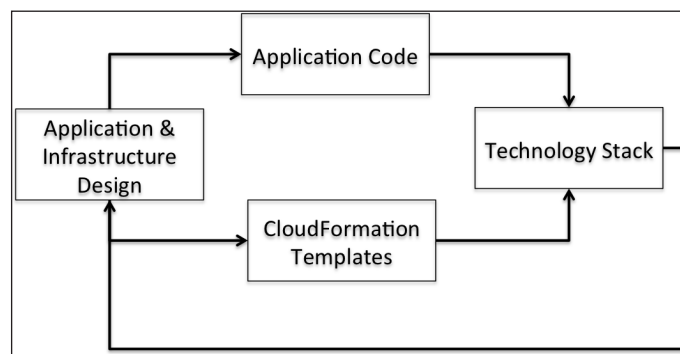 Application Code
Application &
Infrastructure
Design
Technology Stack
CloudFormation
Templates